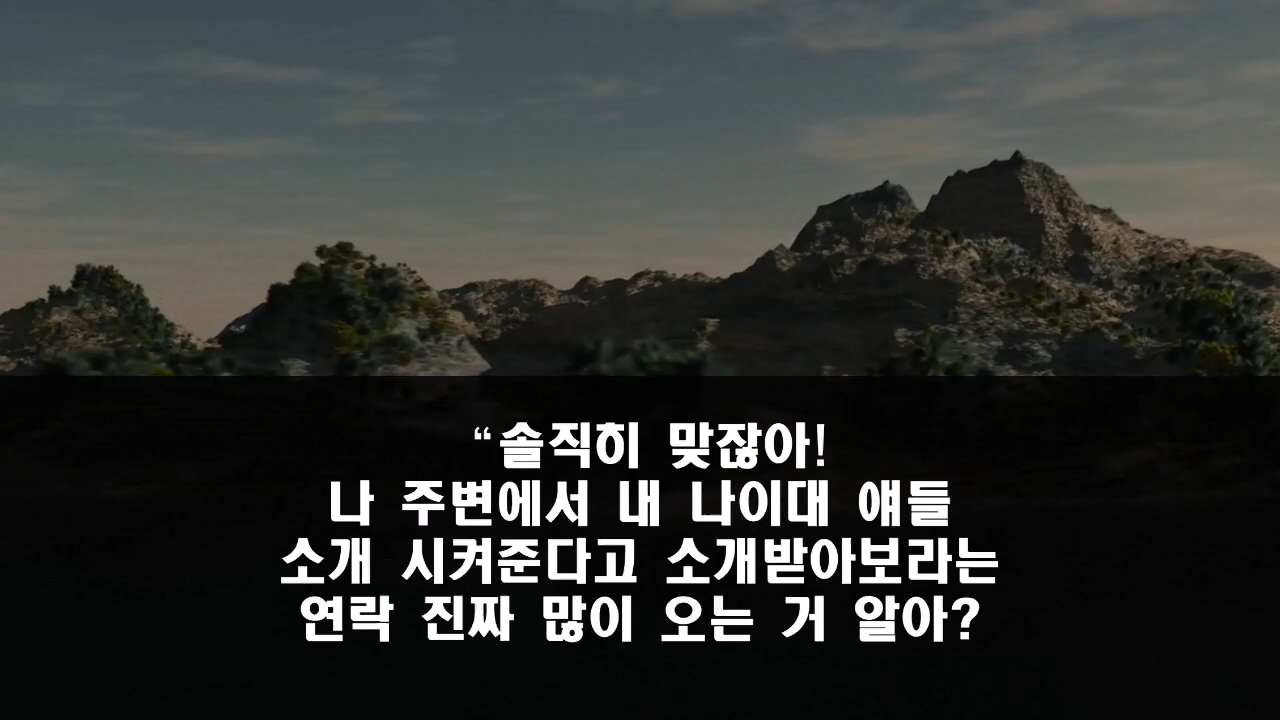 “솔직히 맞잖아!
나 주변에서 내 나이대 얘들
소개 시켜준다고 소개받아보라는
연락 진짜 많이 오는 거 알아?